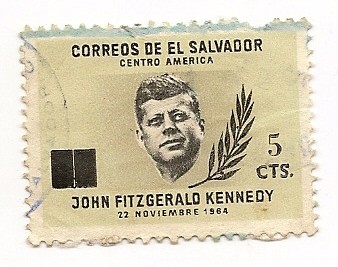 CORREOS DE EL SALVADOR
CENTRO AMERICA
5
CTS.
JOHN FITZGERALD KENNEDY
22 NOVIEMBRE 1964